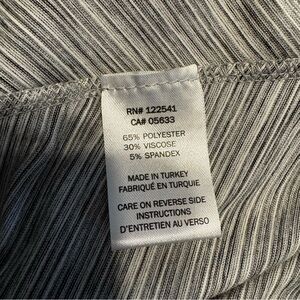 RN# 122541
CA# 05633
65% POLYESTER
30% VISCOSE
5% SPANDEX
MADE IN TURKEY
FABRIQUÉ EN TURQUIE
CARE ON REVERSE SIDE
INSTRUCTIONS
D'ENTRETIEN AU VERSO